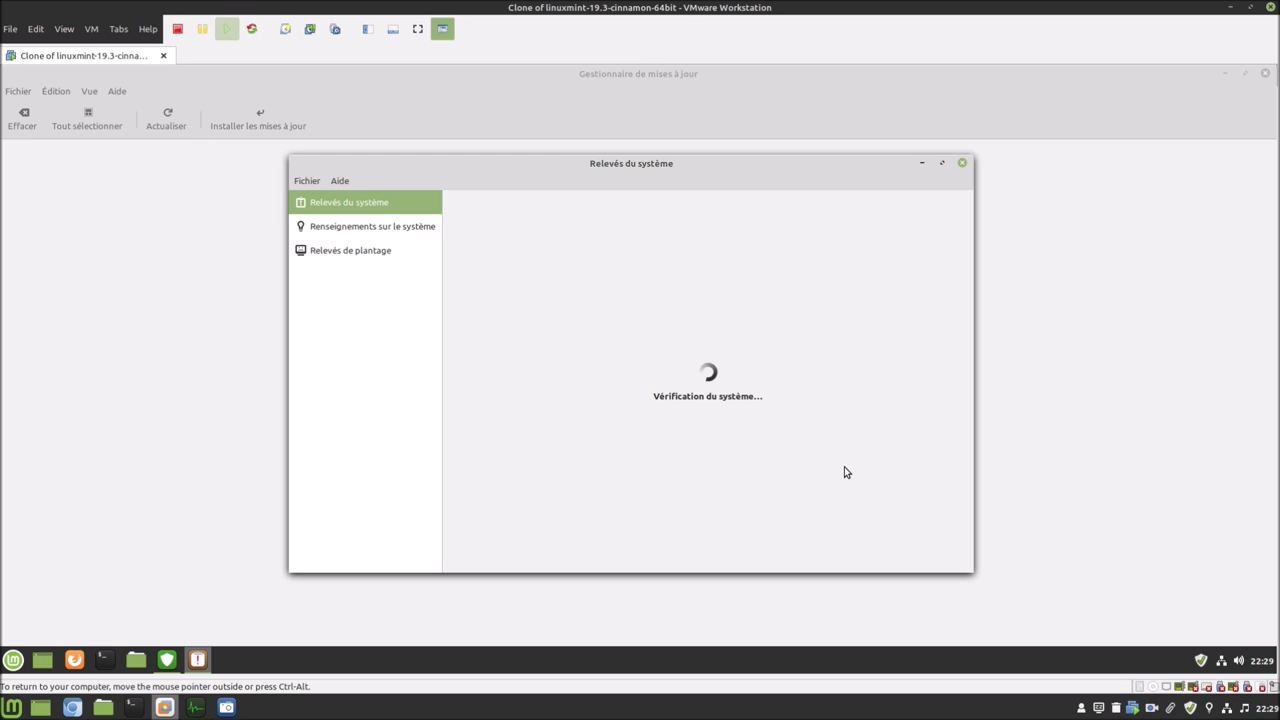 Clone of linuxmint-19.3-cinnamon-64bit - VMware Workstation
File Edit View VM Tabs Help
Clone of linuxmint-19.3-cinna...
Gestionnaire de mises à jour
Fichier Édition Vue Aide
Effacer Tout sélectionner Actualiser Installer les mises à jour
Relevés du système
Fichier Aide
Relevés du système
Renseignements sur le système
Relevés de plantage
Vérification du système…
22:29
To return to your computer, move the mouse pointer outside or press Ctrl-Alt.
22:29